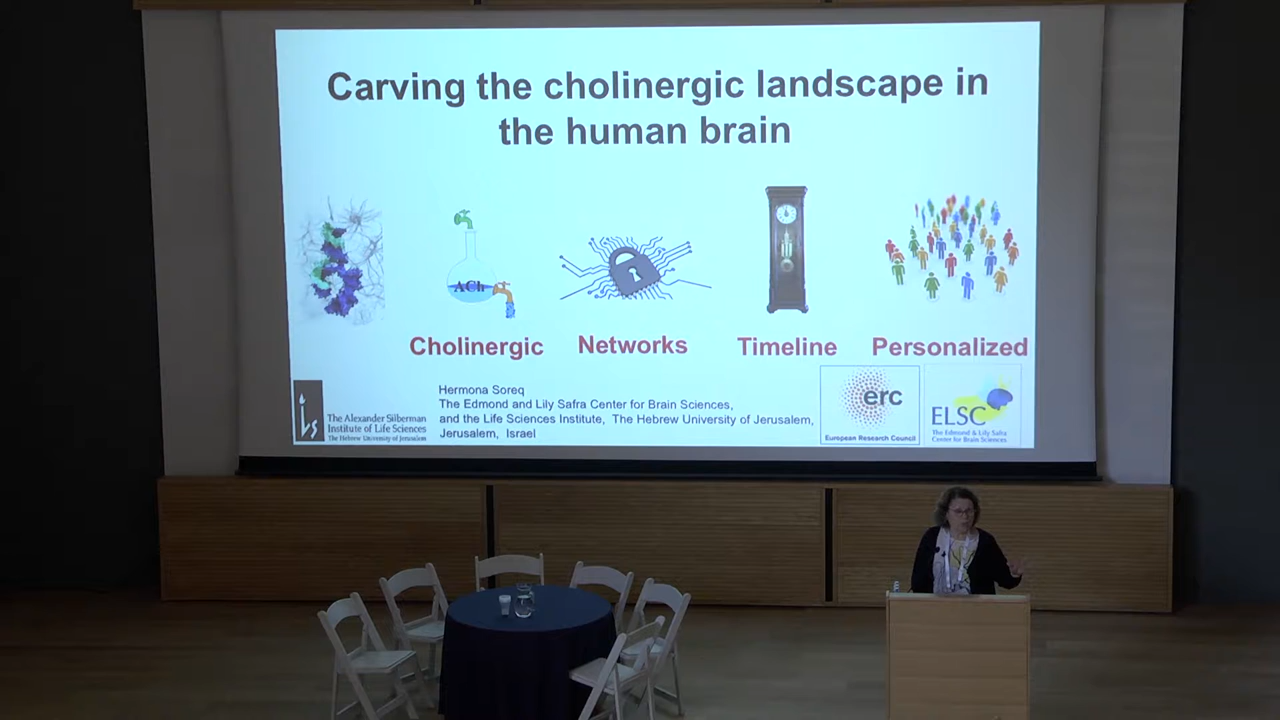 Carving the cholinergic landscape in
the human brain
ACh
Cholinergic
Networks
Timeline
Personalized
Hermona Soreq
The Edmond and Lily Safra Center for Brain Sciences,
and the Life Sciences Institute, The Hebrew University of Jerusalem,
Jerusalem, Israel
The Alexander Silberman
Institute of Life Sciences
The Hebrew University of Jerusalem
erc
European Research Council
ELSC
The Edmond & Lily Safra
Center for Brain Sciences